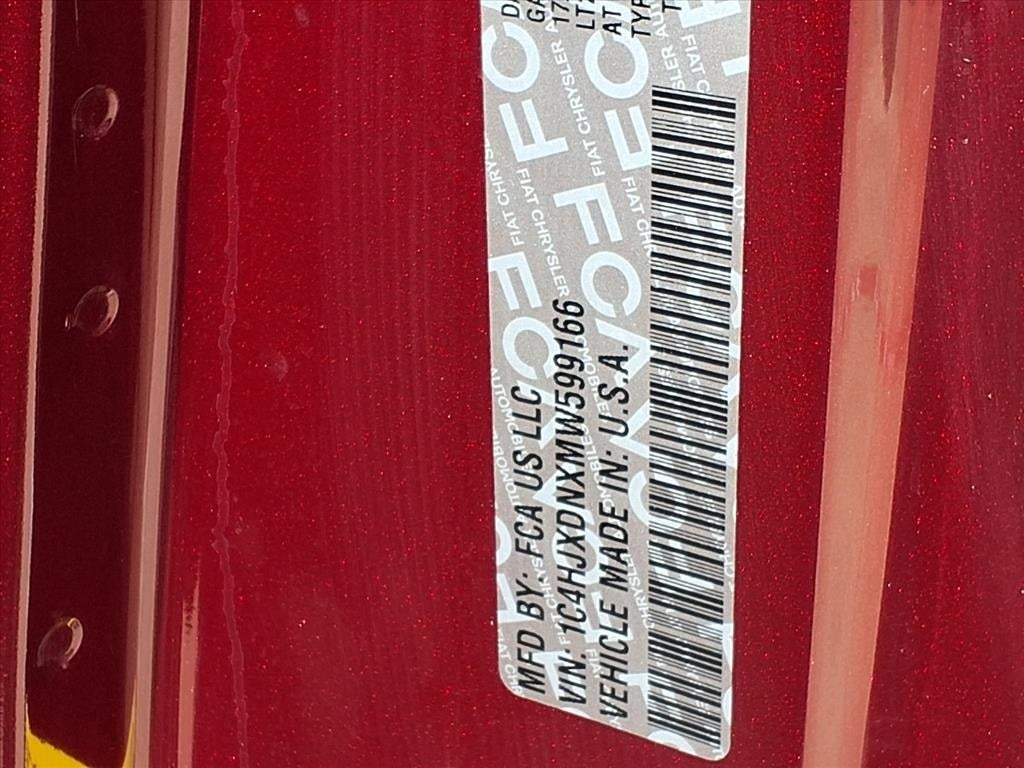 MFD BY: FCA US LLC
VIN: 1C4HJXDNXMW599166
VEHICLE MADE IN: U.S.A.